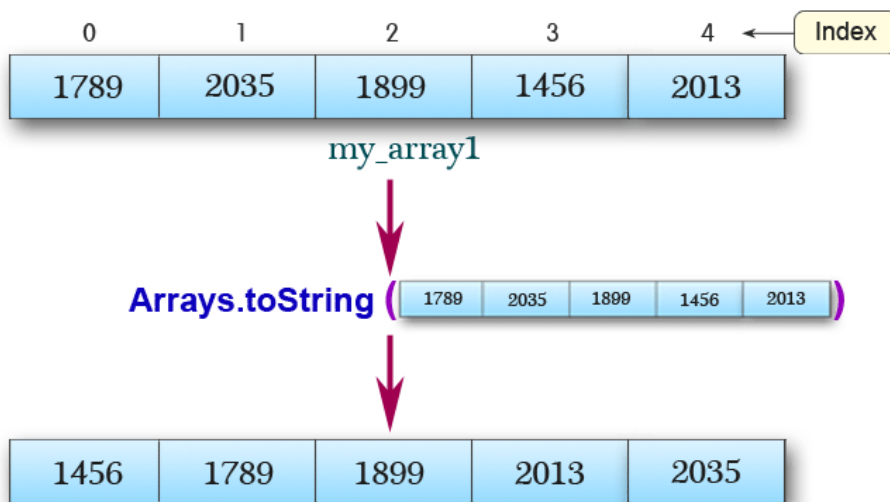 0 1 2 3 4 Index
1789 2035 1899 1456 2013
my_array1
Arrays.toString ( 1789 2035 1899 1456 2013 )
1456 1789 1899 2013 2035